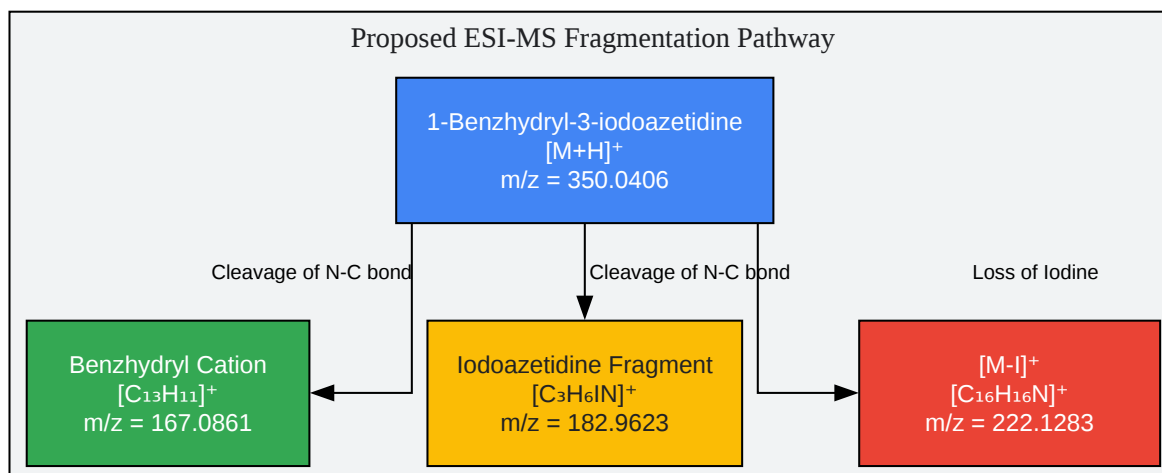 Proposed ESI-MS Fragmentation Pathway
1-Benzhydryl-3-iodoazetidine
[M+H]⁺
m/z = 350.0406
Cleavage of N-C bond
Cleavage of N-C bond
Loss of Iodine
Benzhydryl Cation
[C₁₃H₁₁]⁺
m/z = 167.0861
Iodoazetidine Fragment
[C₃H₆IN]⁺
m/z = 182.9623
[M-I]⁺
[C₁₆H₁₆N]⁺
m/z = 222.1283